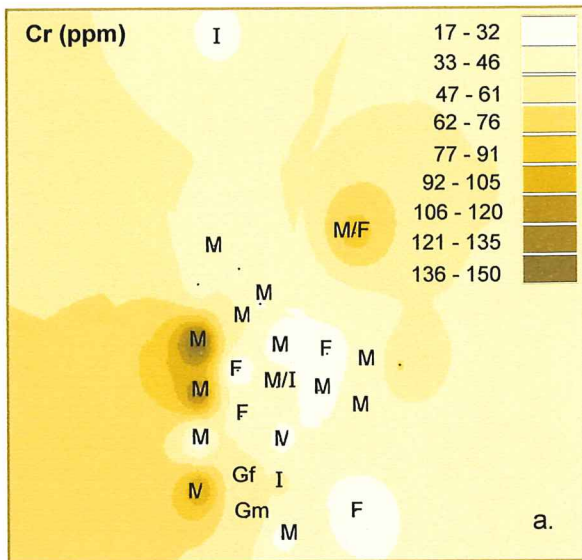 Cr (ppm)
I
17 - 32
33 - 46
47 - 61
62 - 76
77 - 91
92 - 105
106 - 120
121 - 135
136 - 150
M/F
M
M
M
M
M
F
M
F
M/I
M
M
M
F
M
F
M
M
Gf
I
M
Gm
F
M
a.